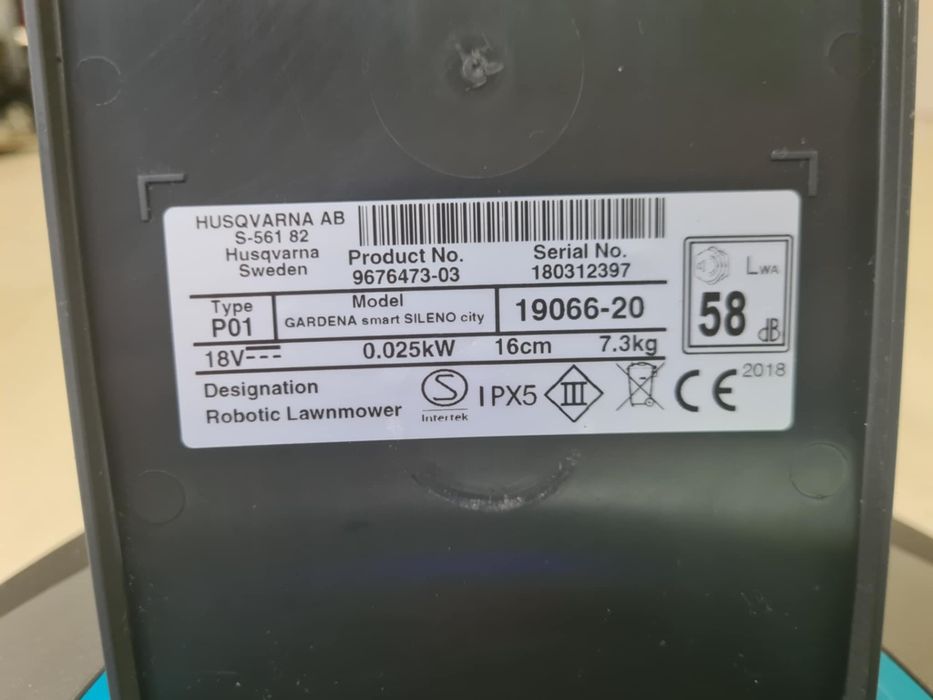 HUSQVARNA AB
S-561 82
Husqvarna
Sweden
Product No.
9676473-03
Serial No.
180312397
LWA
58
dB
Type
P01
Model
GARDENA smart SILENO city
19066-20
18V
0.025kW
16cm
7.3kg
Designation
Robotic Lawnmower
S
Intertek
IPX5
III
CE
2018